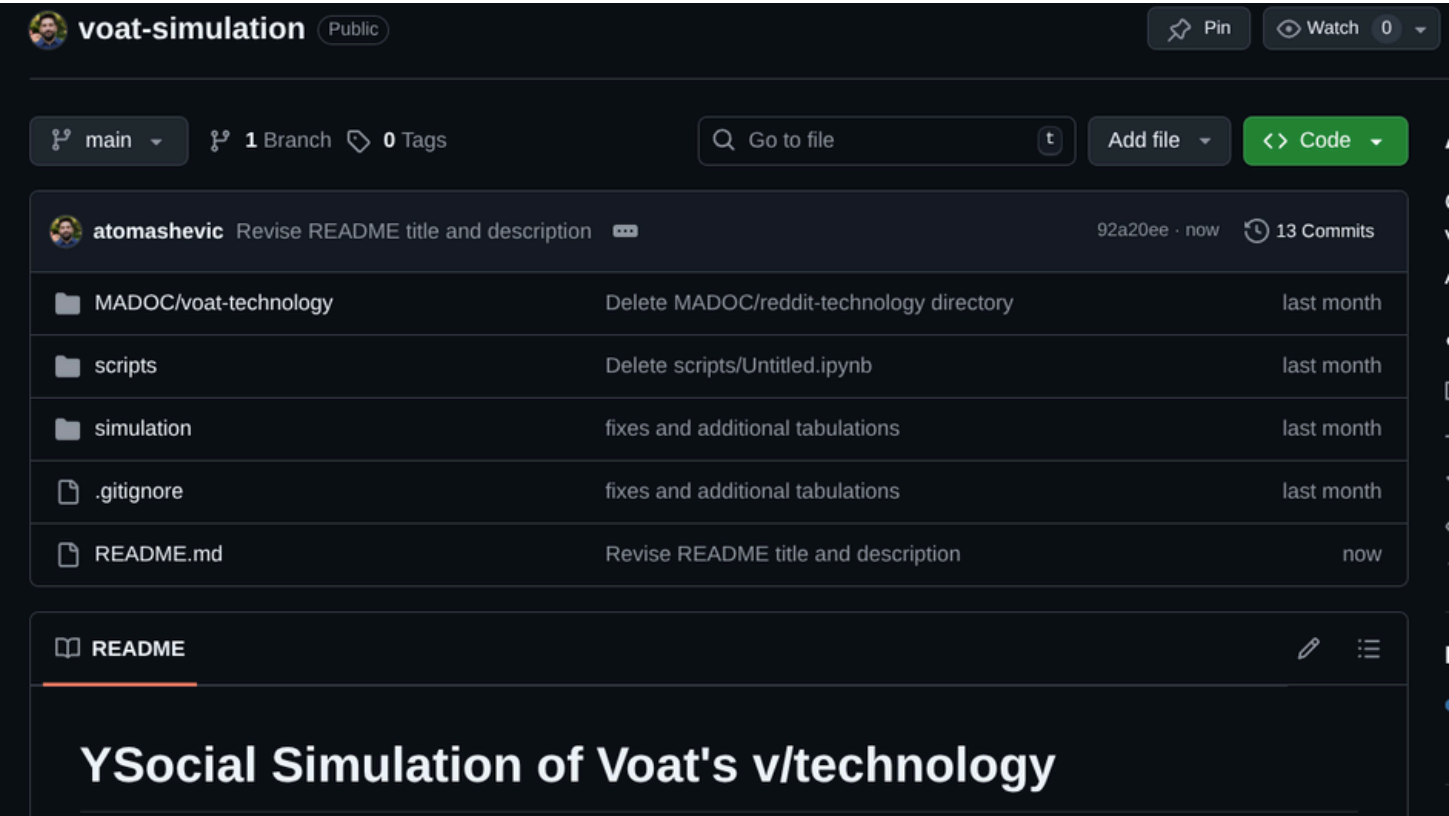 voat-simulation Public Pin Watch 0
main 1 Branch 0 Tags Go to file t Add file Code
atomashevic Revise README title and description 92a20ee · now 13 Commits
MADOC/voat-technology Delete MADOC/reddit-technology directory last month
scripts Delete scripts/Untitled.ipynb last month
simulation fixes and additional tabulations last month
.gitignore fixes and additional tabulations last month
README.md Revise README title and description now
README
YSocial Simulation of Voat's v/technology